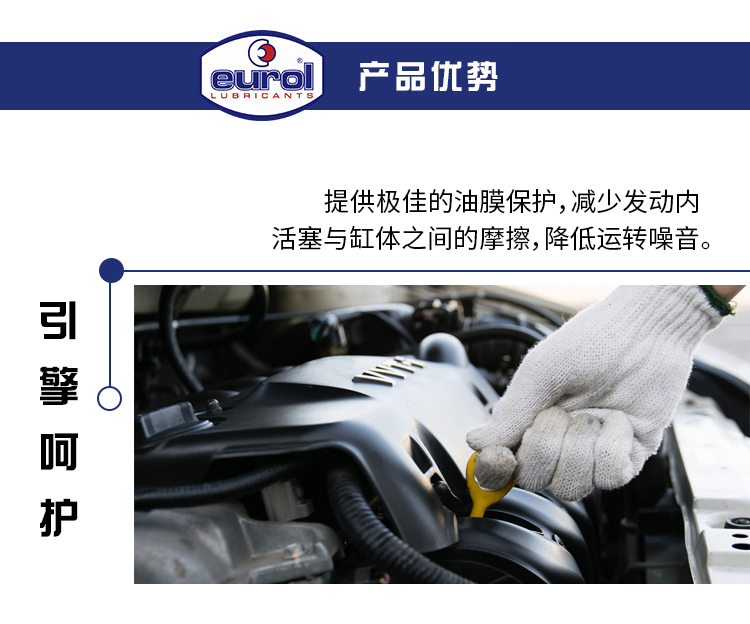 eurol®
LUBRICANTS
产品优势
提供极佳的油膜保护，减少发动内
活塞与缸体之间的摩擦，降低运转噪音。
引
擎
呵
护